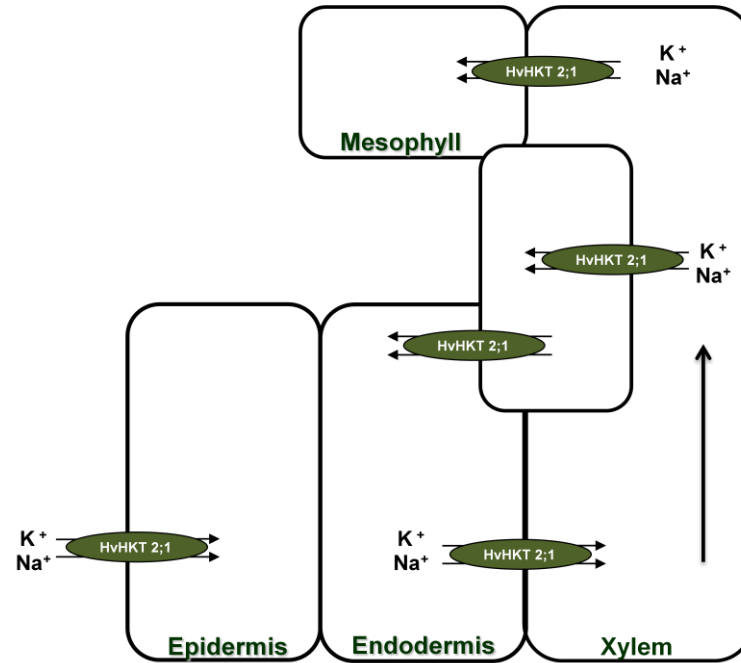 K+
HvHKT 2;1
Na+
Mesophyll
K+
HvHKT 2;1
Na+
HvHKT 2;1
K+
HvHKT 2;1
Na+
K+
HvHKT 2;1
Na+
Epidermis
Endodermis
Xylem